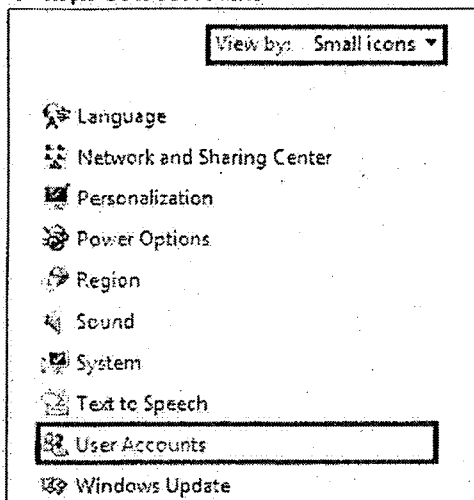 View by: Small icons
Language
Network and Sharing Center
Personalization
Power Options
Region
Sound
System
Text to Speech
User Accounts
Windows Update